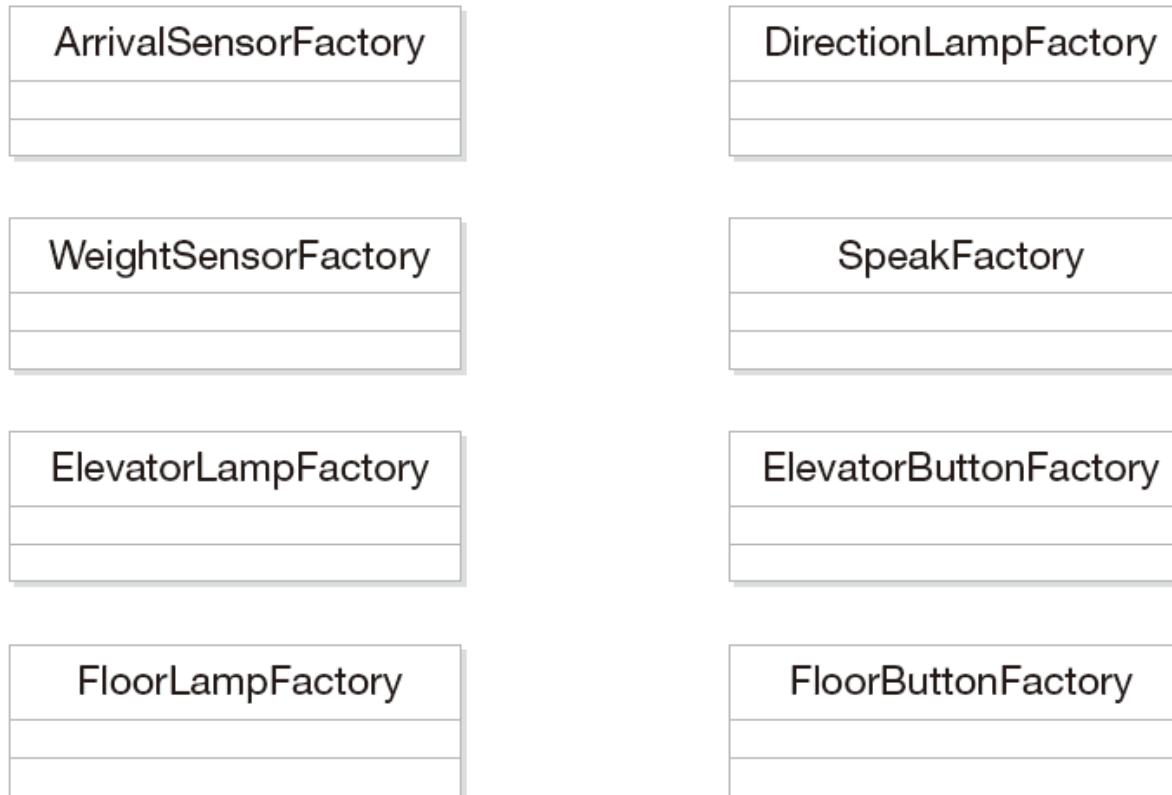 ArrivalSensorFactory
DirectionLampFactory
WeightSensorFactory
SpeakFactory
ElevatorLampFactory
ElevatorButtonFactory
FloorLampFactory
FloorButtonFactory